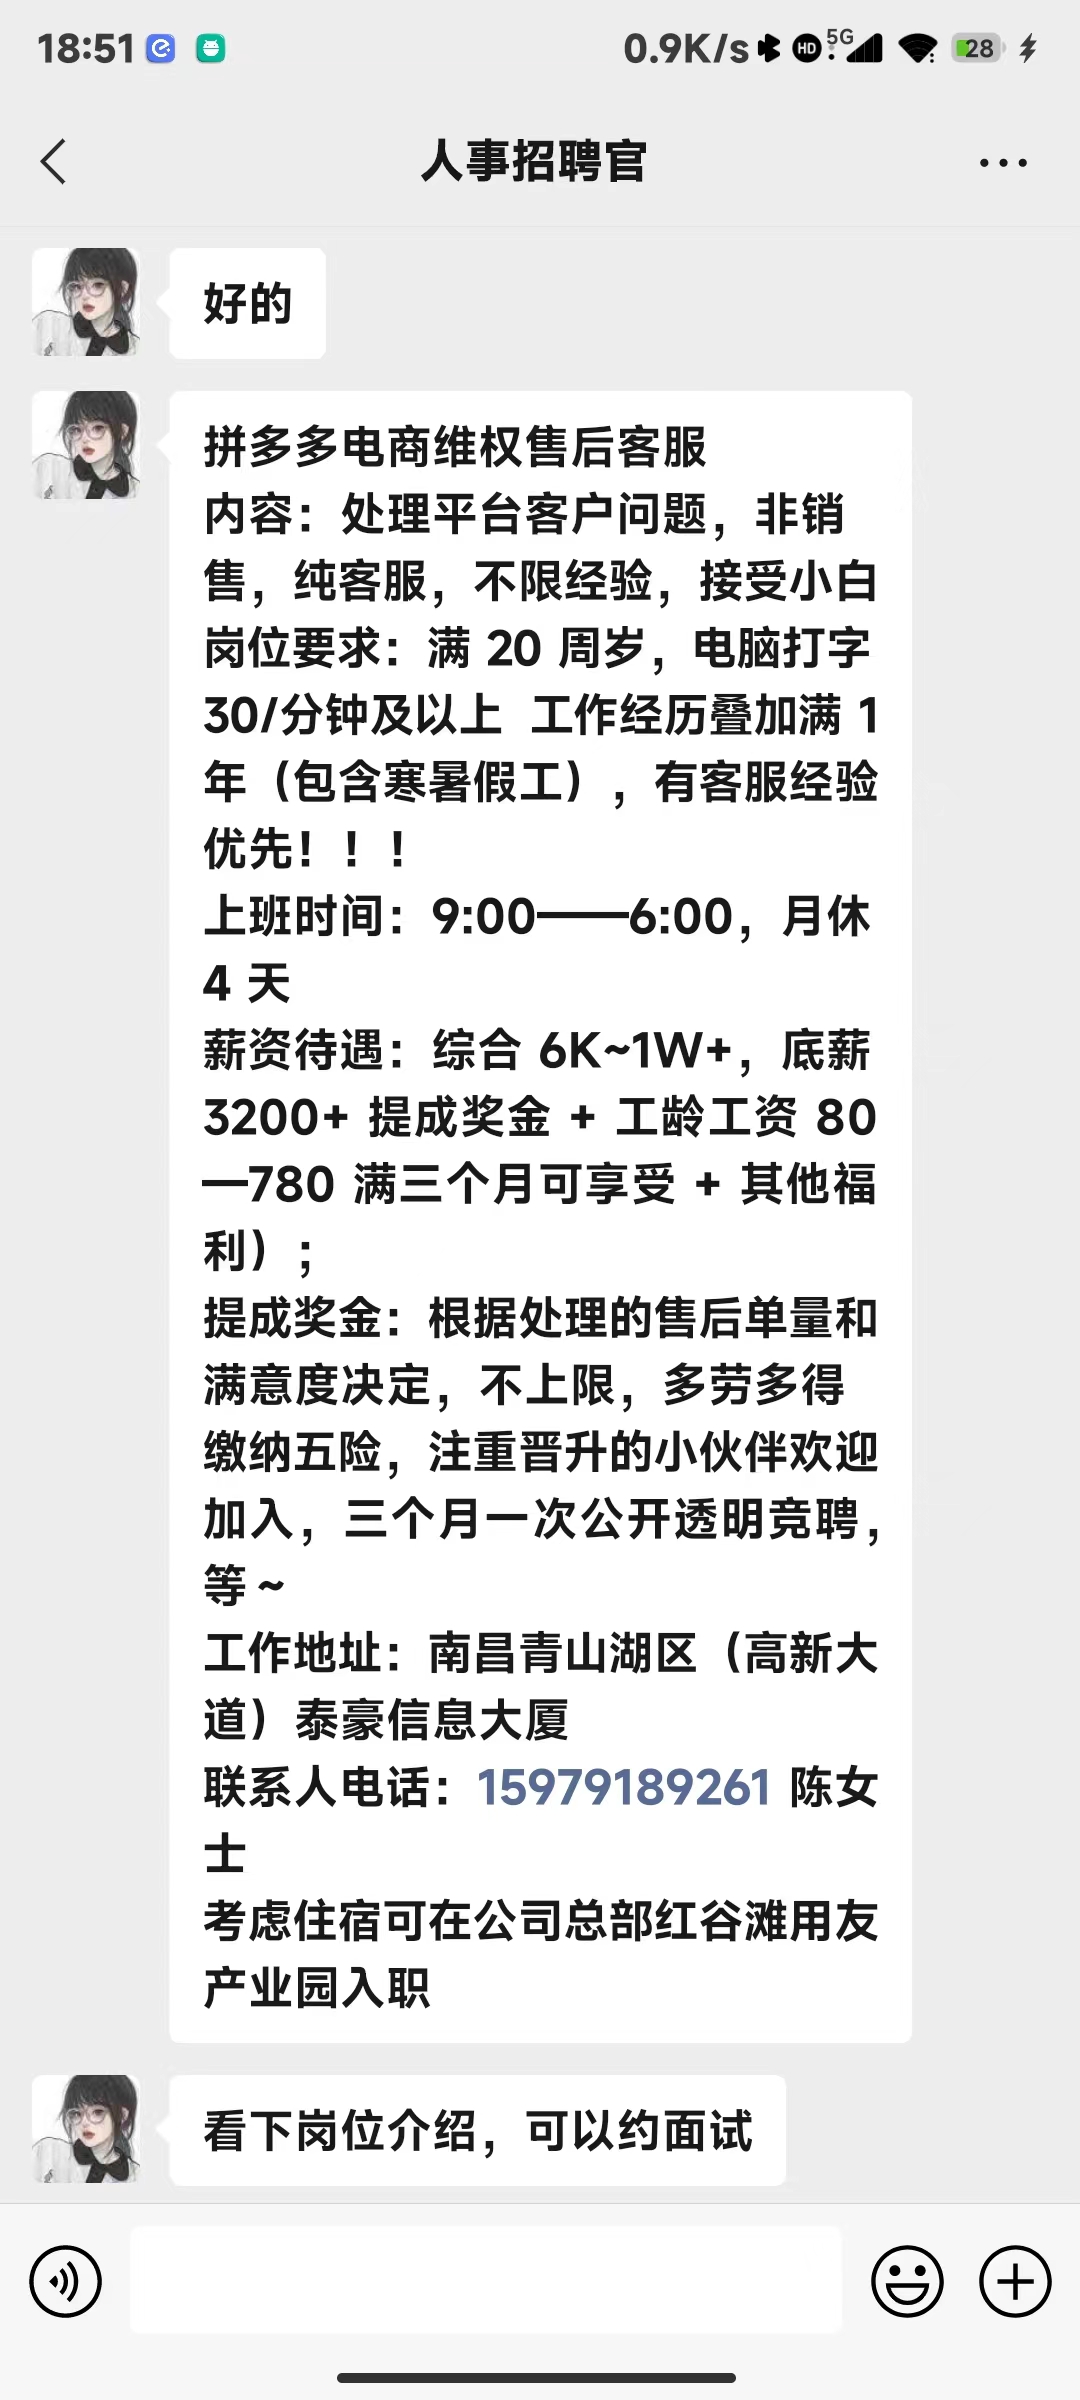 18:51
0.9K/s
HD
5G
28
人事招聘官
好的
拼多多电商维权售后客服
内容：处理平台客户问题，非销
售，纯客服，不限经验，接受小白
岗位要求：满 20 周岁，电脑打字
30/分钟及以上  工作经历叠加满 1
年（包含寒暑假工），有客服经验
优先！！！
上班时间：9:00——6:00，月休
4 天
薪资待遇：综合 6K~1W+，底薪
3200+ 提成奖金 + 工龄工资 80
—780 满三个月可享受 + 其他福
利）；
提成奖金：根据处理的售后单量和
满意度决定，不上限，多劳多得
缴纳五险，注重晋升的小伙伴欢迎
加入，三个月一次公开透明竞聘，
等～
工作地址：南昌青山湖区（高新大
道）泰豪信息大厦
联系人电话：15979189261 陈女
士
考虑住宿可在公司总部红谷滩用友
产业园入职
看下岗位介绍，可以约面试